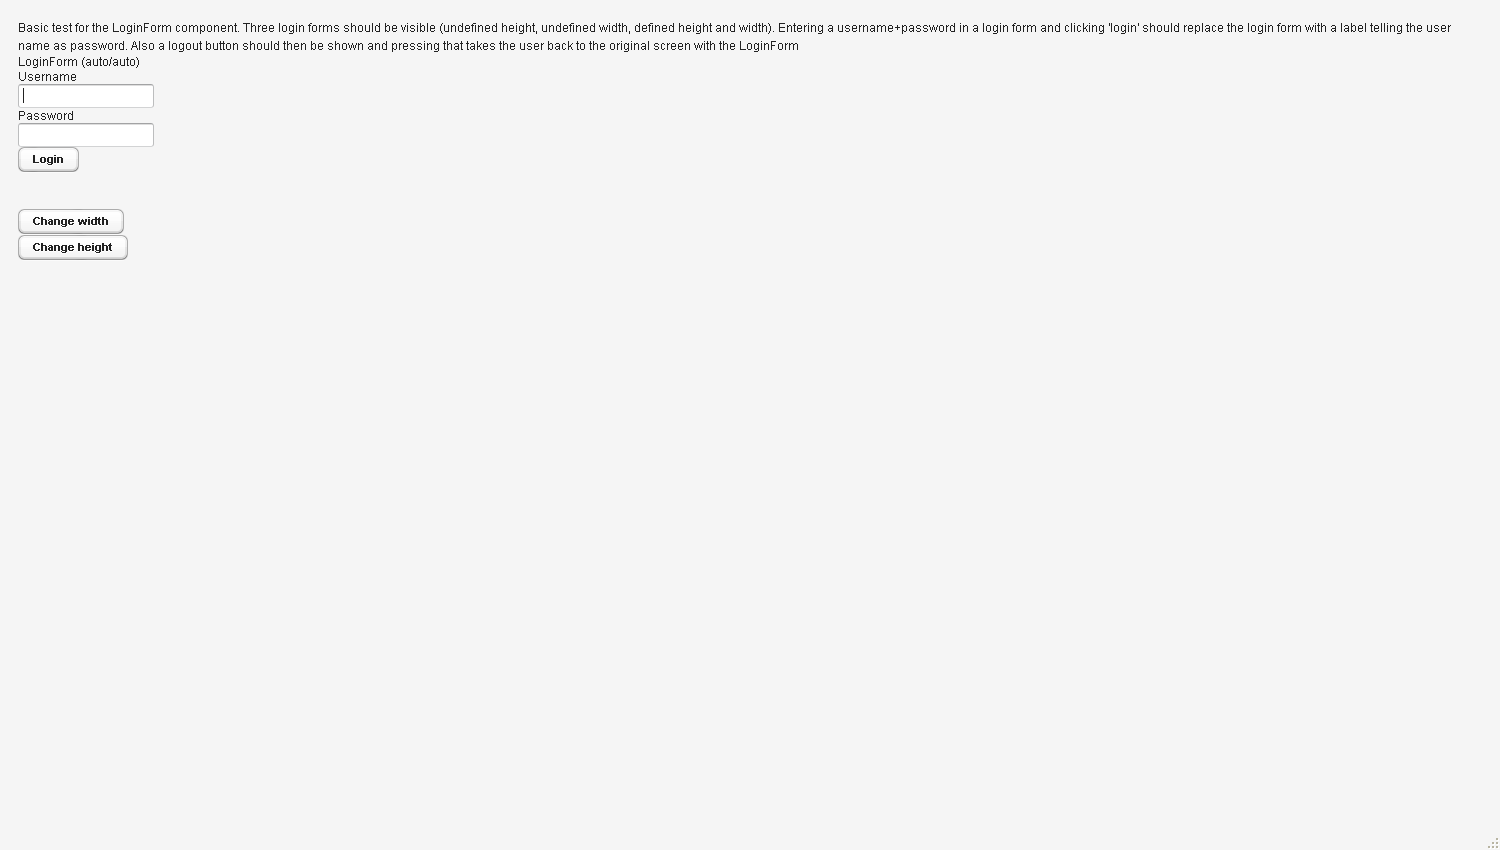 Basic test for the LoginForm component. Three login forms should be visible (undefined height, undefined width, defined height and width). Entering a username+password in a login form and clicking 'login' should replace the login form with a label telling the user
name as password. Also a logout button should then be shown and pressing that takes the user back to the original screen with the LoginForm
LoginForm (auto/auto)
Username
Password
Login
Change width
Change height